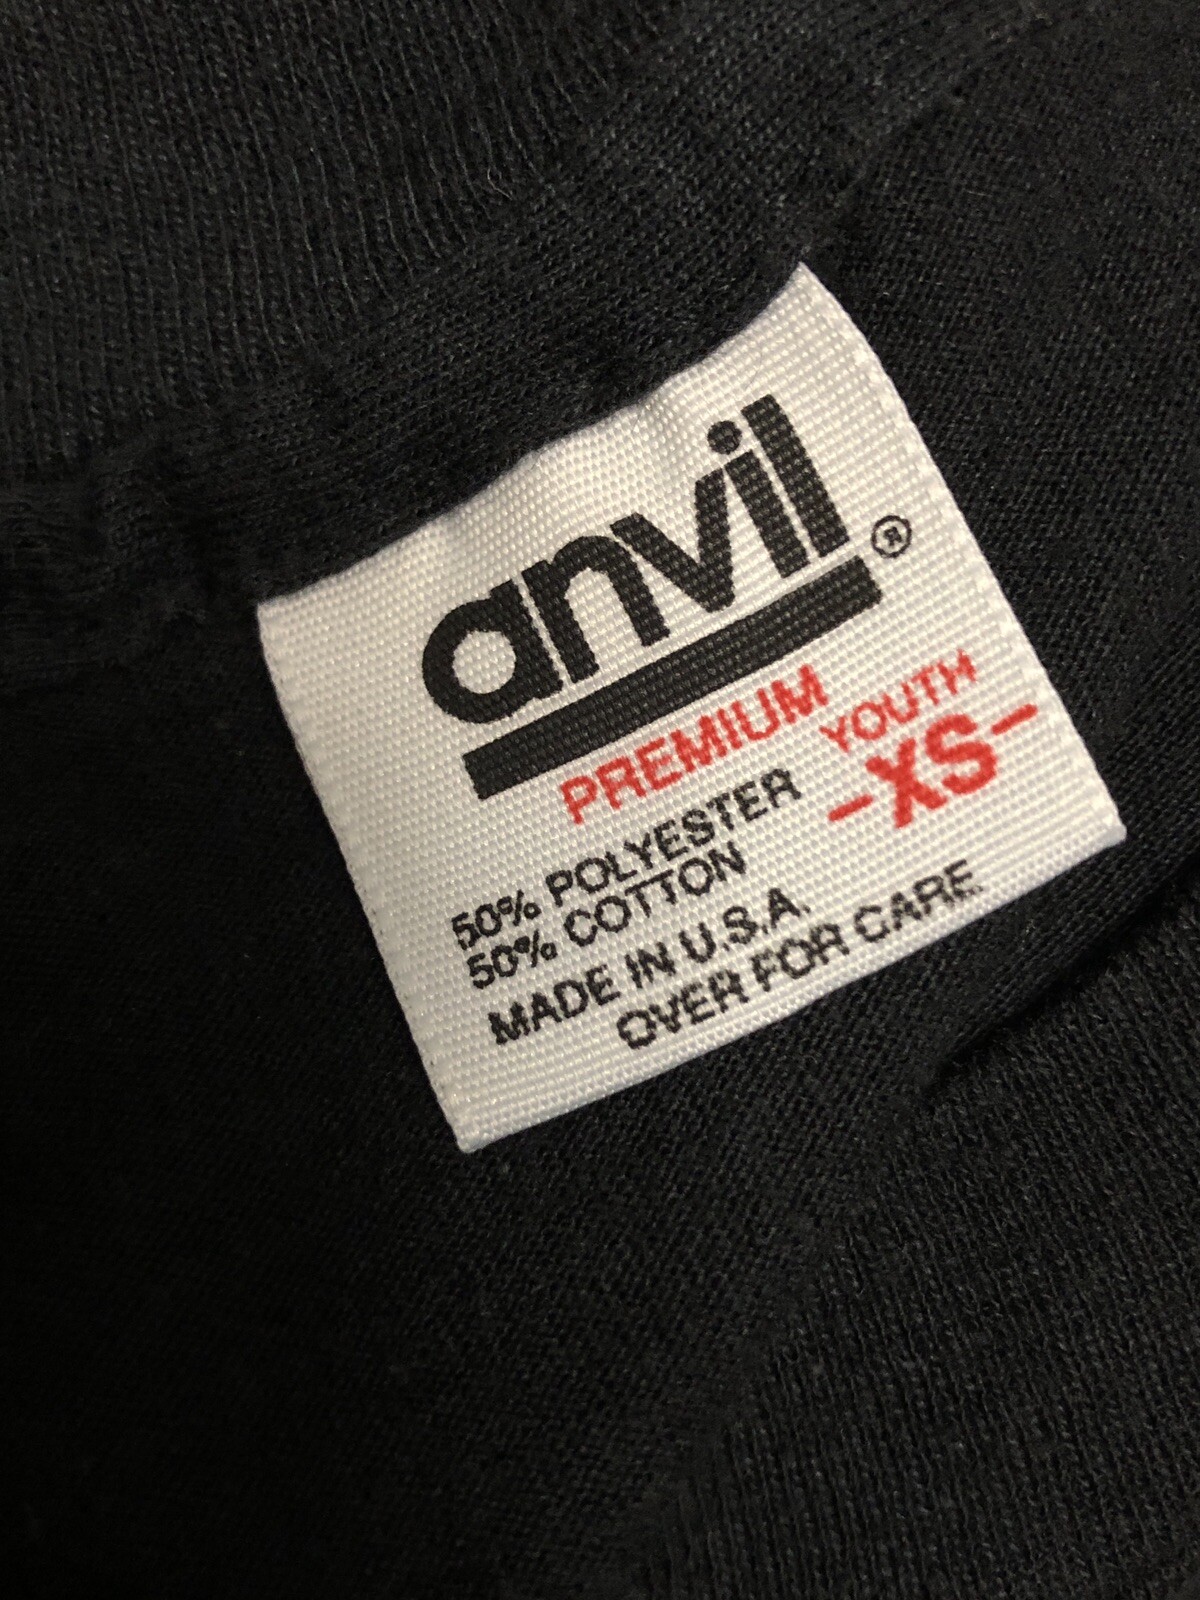 anvil®
PREMIUM
YOUTH
-XS-
50% POLYESTER
50% COTTON
MADE IN U.S.A.
OVER FOR CARE